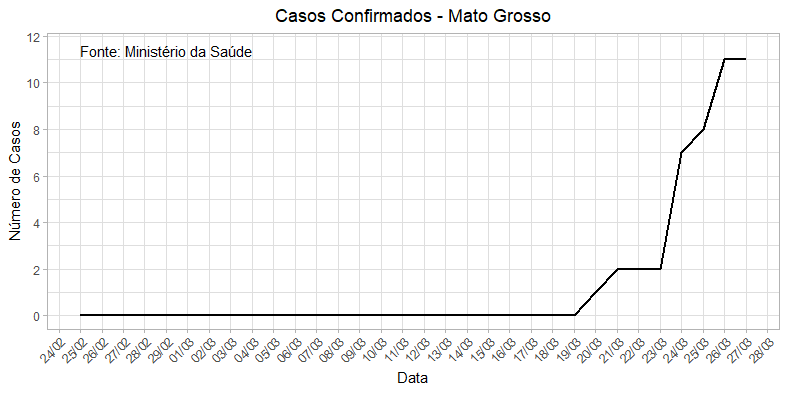 Casos Confirmados - Mato Grosso
Fonte: Ministério da Saúde
Número de Casos
12
10
8
6
4
2
0
24/02 25/02 26/02 27/02 28/02 29/02 01/03 02/03 03/03 04/03 05/03 06/03 07/03 08/03 09/03 10/03 11/03 12/03 13/03 14/03 15/03 16/03 17/03 18/03 19/03 20/03 21/03 22/03 23/03 24/03 25/03 26/03 27/03 28/03
Data